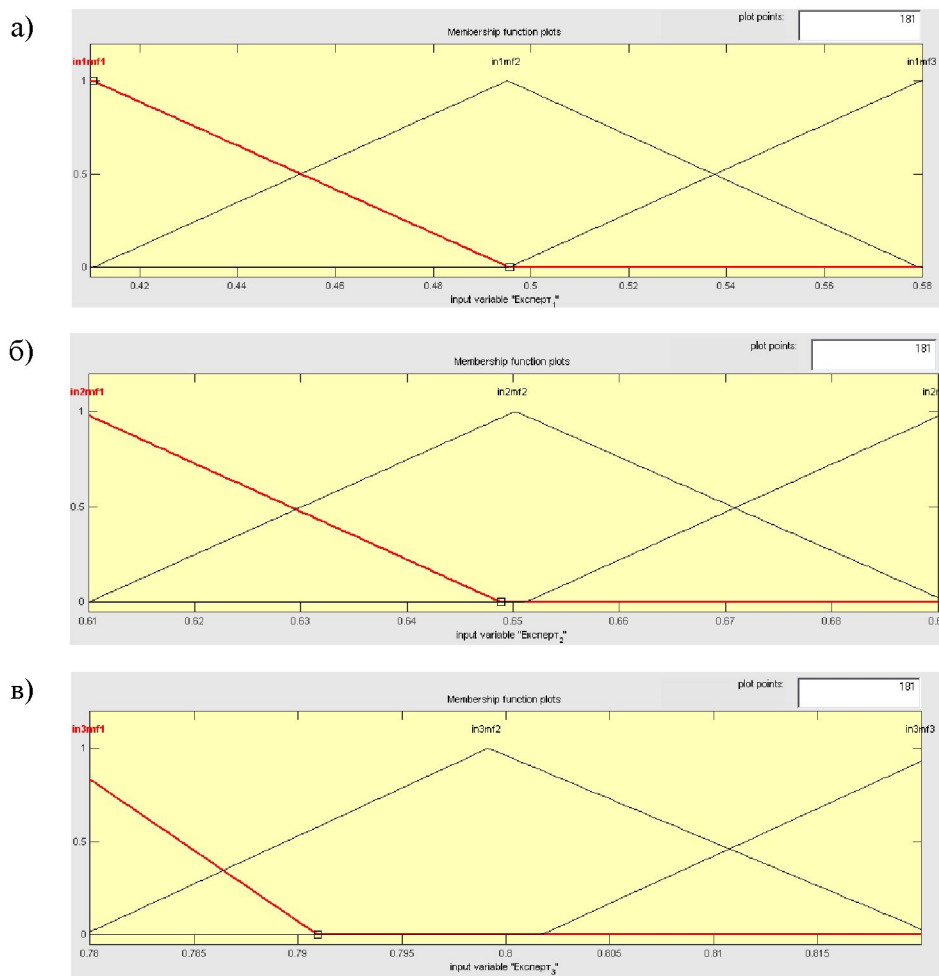 а)
plot points: 181
Membership function plots
in1mf1 in1mf2 in1mf3
1
0.5
0
0.42 0.44 0.46 0.48 0.5 0.52 0.54 0.56 0.58
input variable "Експерт₁"
б)
plot points: 181
Membership function plots
in2mf1 in2mf2 in2m
1
0.5
0
0.61 0.62 0.63 0.64 0.65 0.66 0.67 0.68 0.6
input variable "Експерт₂"
в)
plot points: 181
Membership function plots
in3mf1 in3mf2 in3mf3
1
0.5
0
0.78 0.785 0.79 0.795 0.8 0.805 0.81 0.815
input variable "Експерт₃"